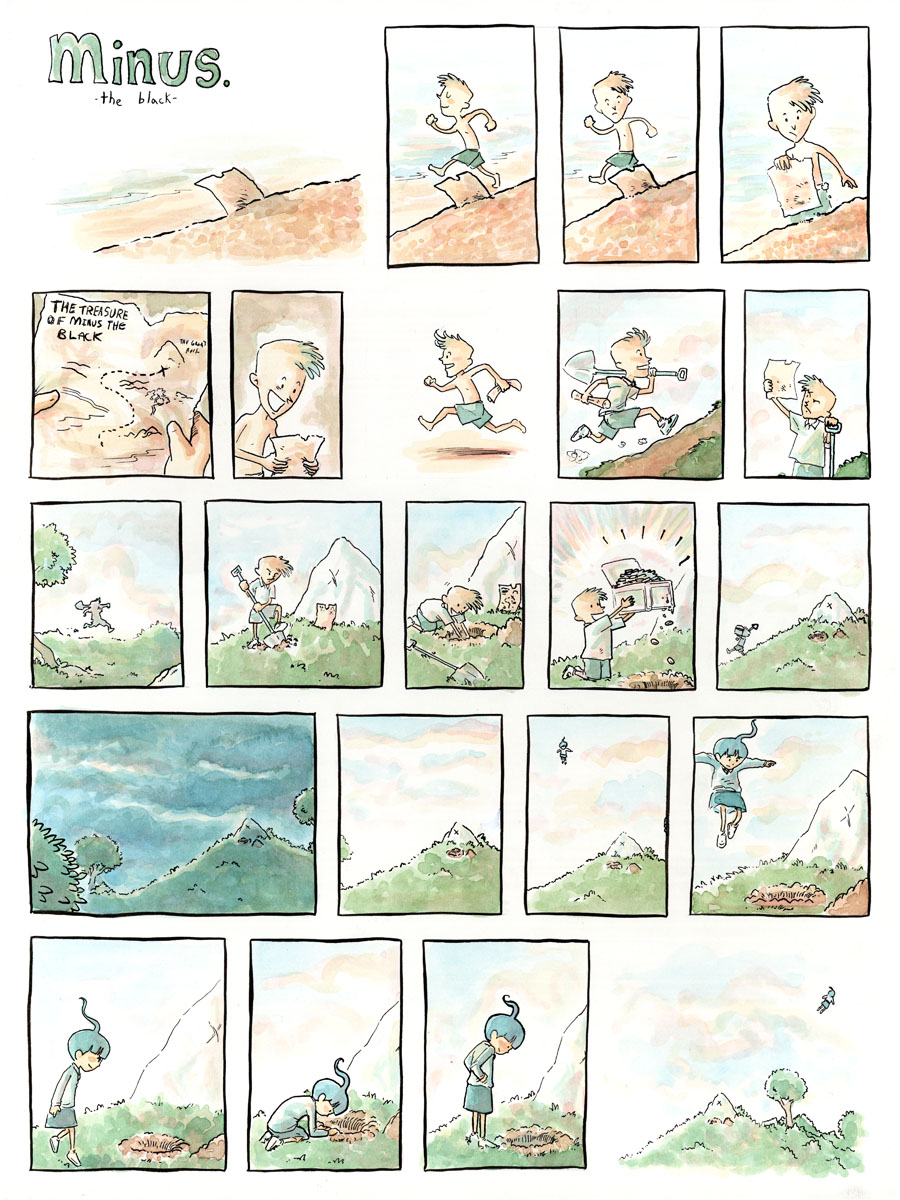 Minus.
-the black-
THE TREASURE
OF MINUS THE
BLACK